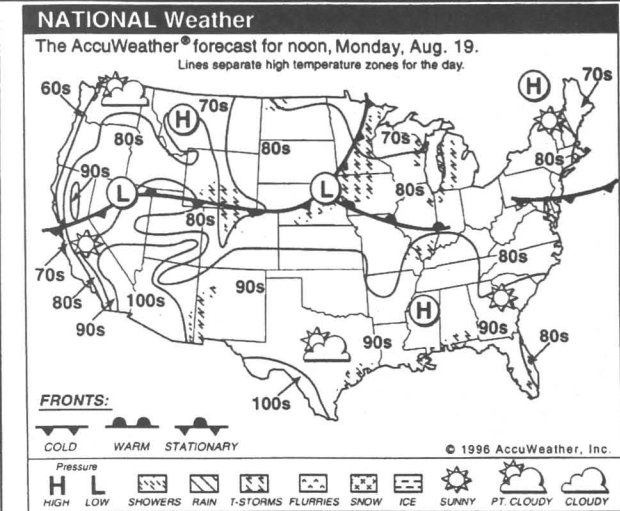 NATIONAL Weather
The AccuWeather® forecast for noon, Monday, Aug. 19.
Lines separate high temperature zones for the day.
60s
70s
H
70s
H
80s
80s
70s
80s
90s
L
L
80s
80s
80s
70s
80s
90s
100s
90s
H
90s
90s
80s
100s
FRONTS:
COLD WARM STATIONARY
© 1996 AccuWeather, Inc.
Pressure
H L
HIGH LOW SHOWERS RAIN T-STORMS FLURRIES SNOW ICE SUNNY PT. CLOUDY CLOUDY